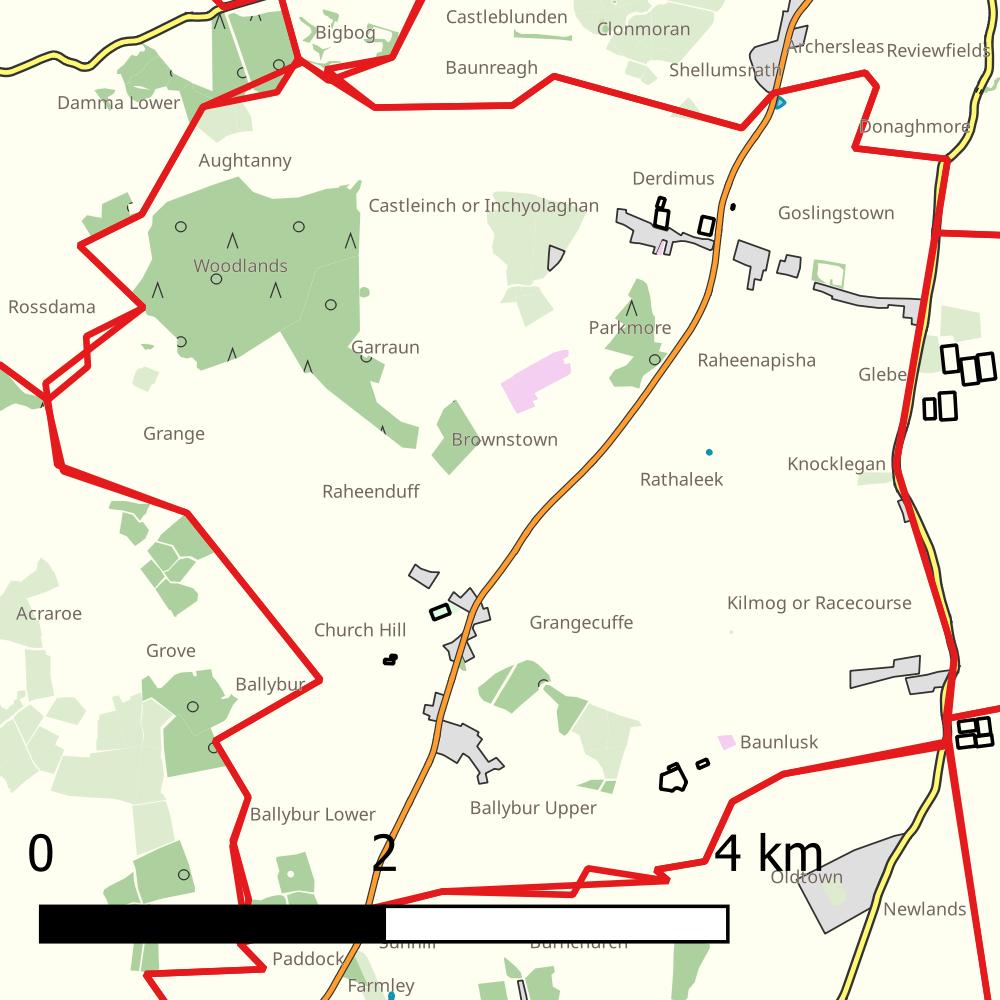 Castleblunden
Bigbog
Clonmoran
Archersleas
Reviewfields
Baunreagh
Shellumsrath
Damma Lower
Donaghmore
Aughtanny
Derdimus
Castleinch or Inchyolaghan
Goslingstown
Woodlands
Rossdama
Parkmore
Garraun
Raheenapisha
Glebe
Grange
Brownstown
Knocklegan
Rathaleek
Raheenduff
Kilmog or Racecourse
Acraroe
Grangecuffe
Church Hill
Grove
Ballybur
Baunlusk
Ballybur Upper
Ballybur Lower
0 2 4 km
Oldtown
Newlands
Sunhill
Burnchurch
Paddock
Farmley